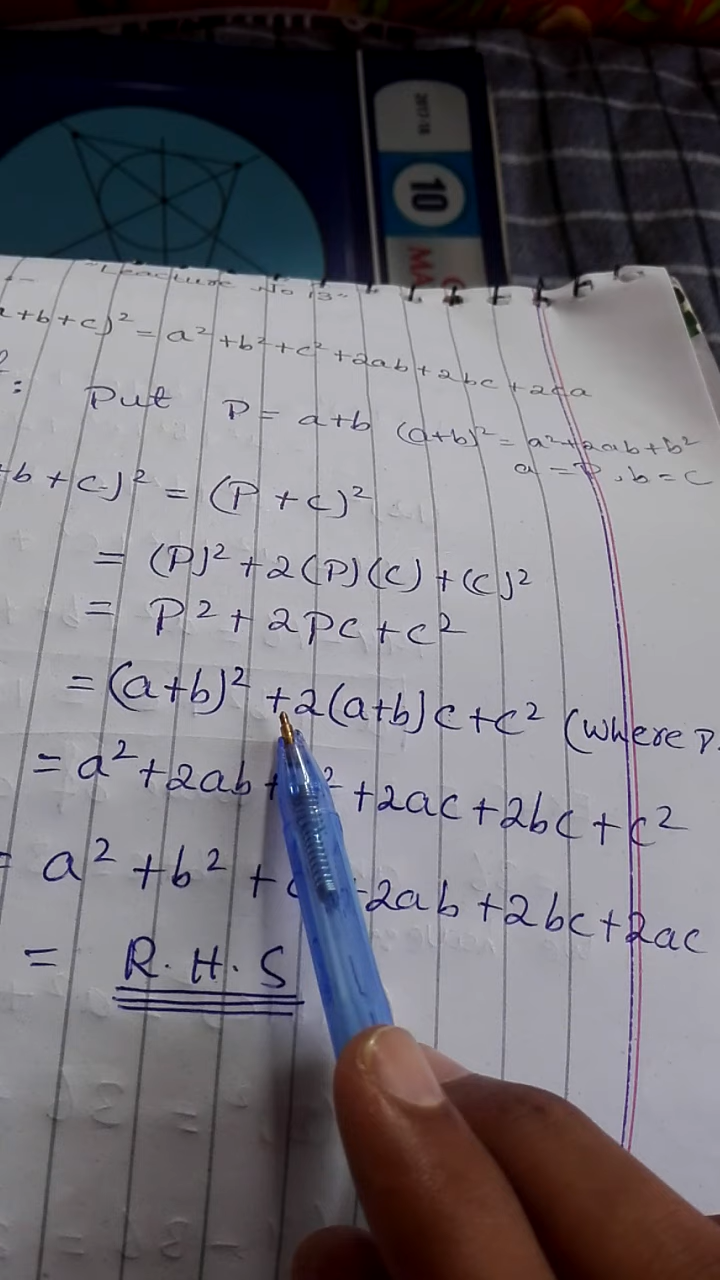 2017-18
10
MA
"Leacture No 13"
a+b+c)² = a²+b²+c²+2ab+2bc+2ca
: Put P = a+b (a+b)² = a²+2ab+b²
a = P, b = c
+b+c)² = (P+c)²
= (P)²+2(P)(c)+(c)²
= P²+2Pc+c²
= (a+b)²+2(a+b)c+c² (where P
= a²+2ab+ ² +2ac+2bc+c²
= a²+b²+c +2ab+2bc+2ac
= R.H.S